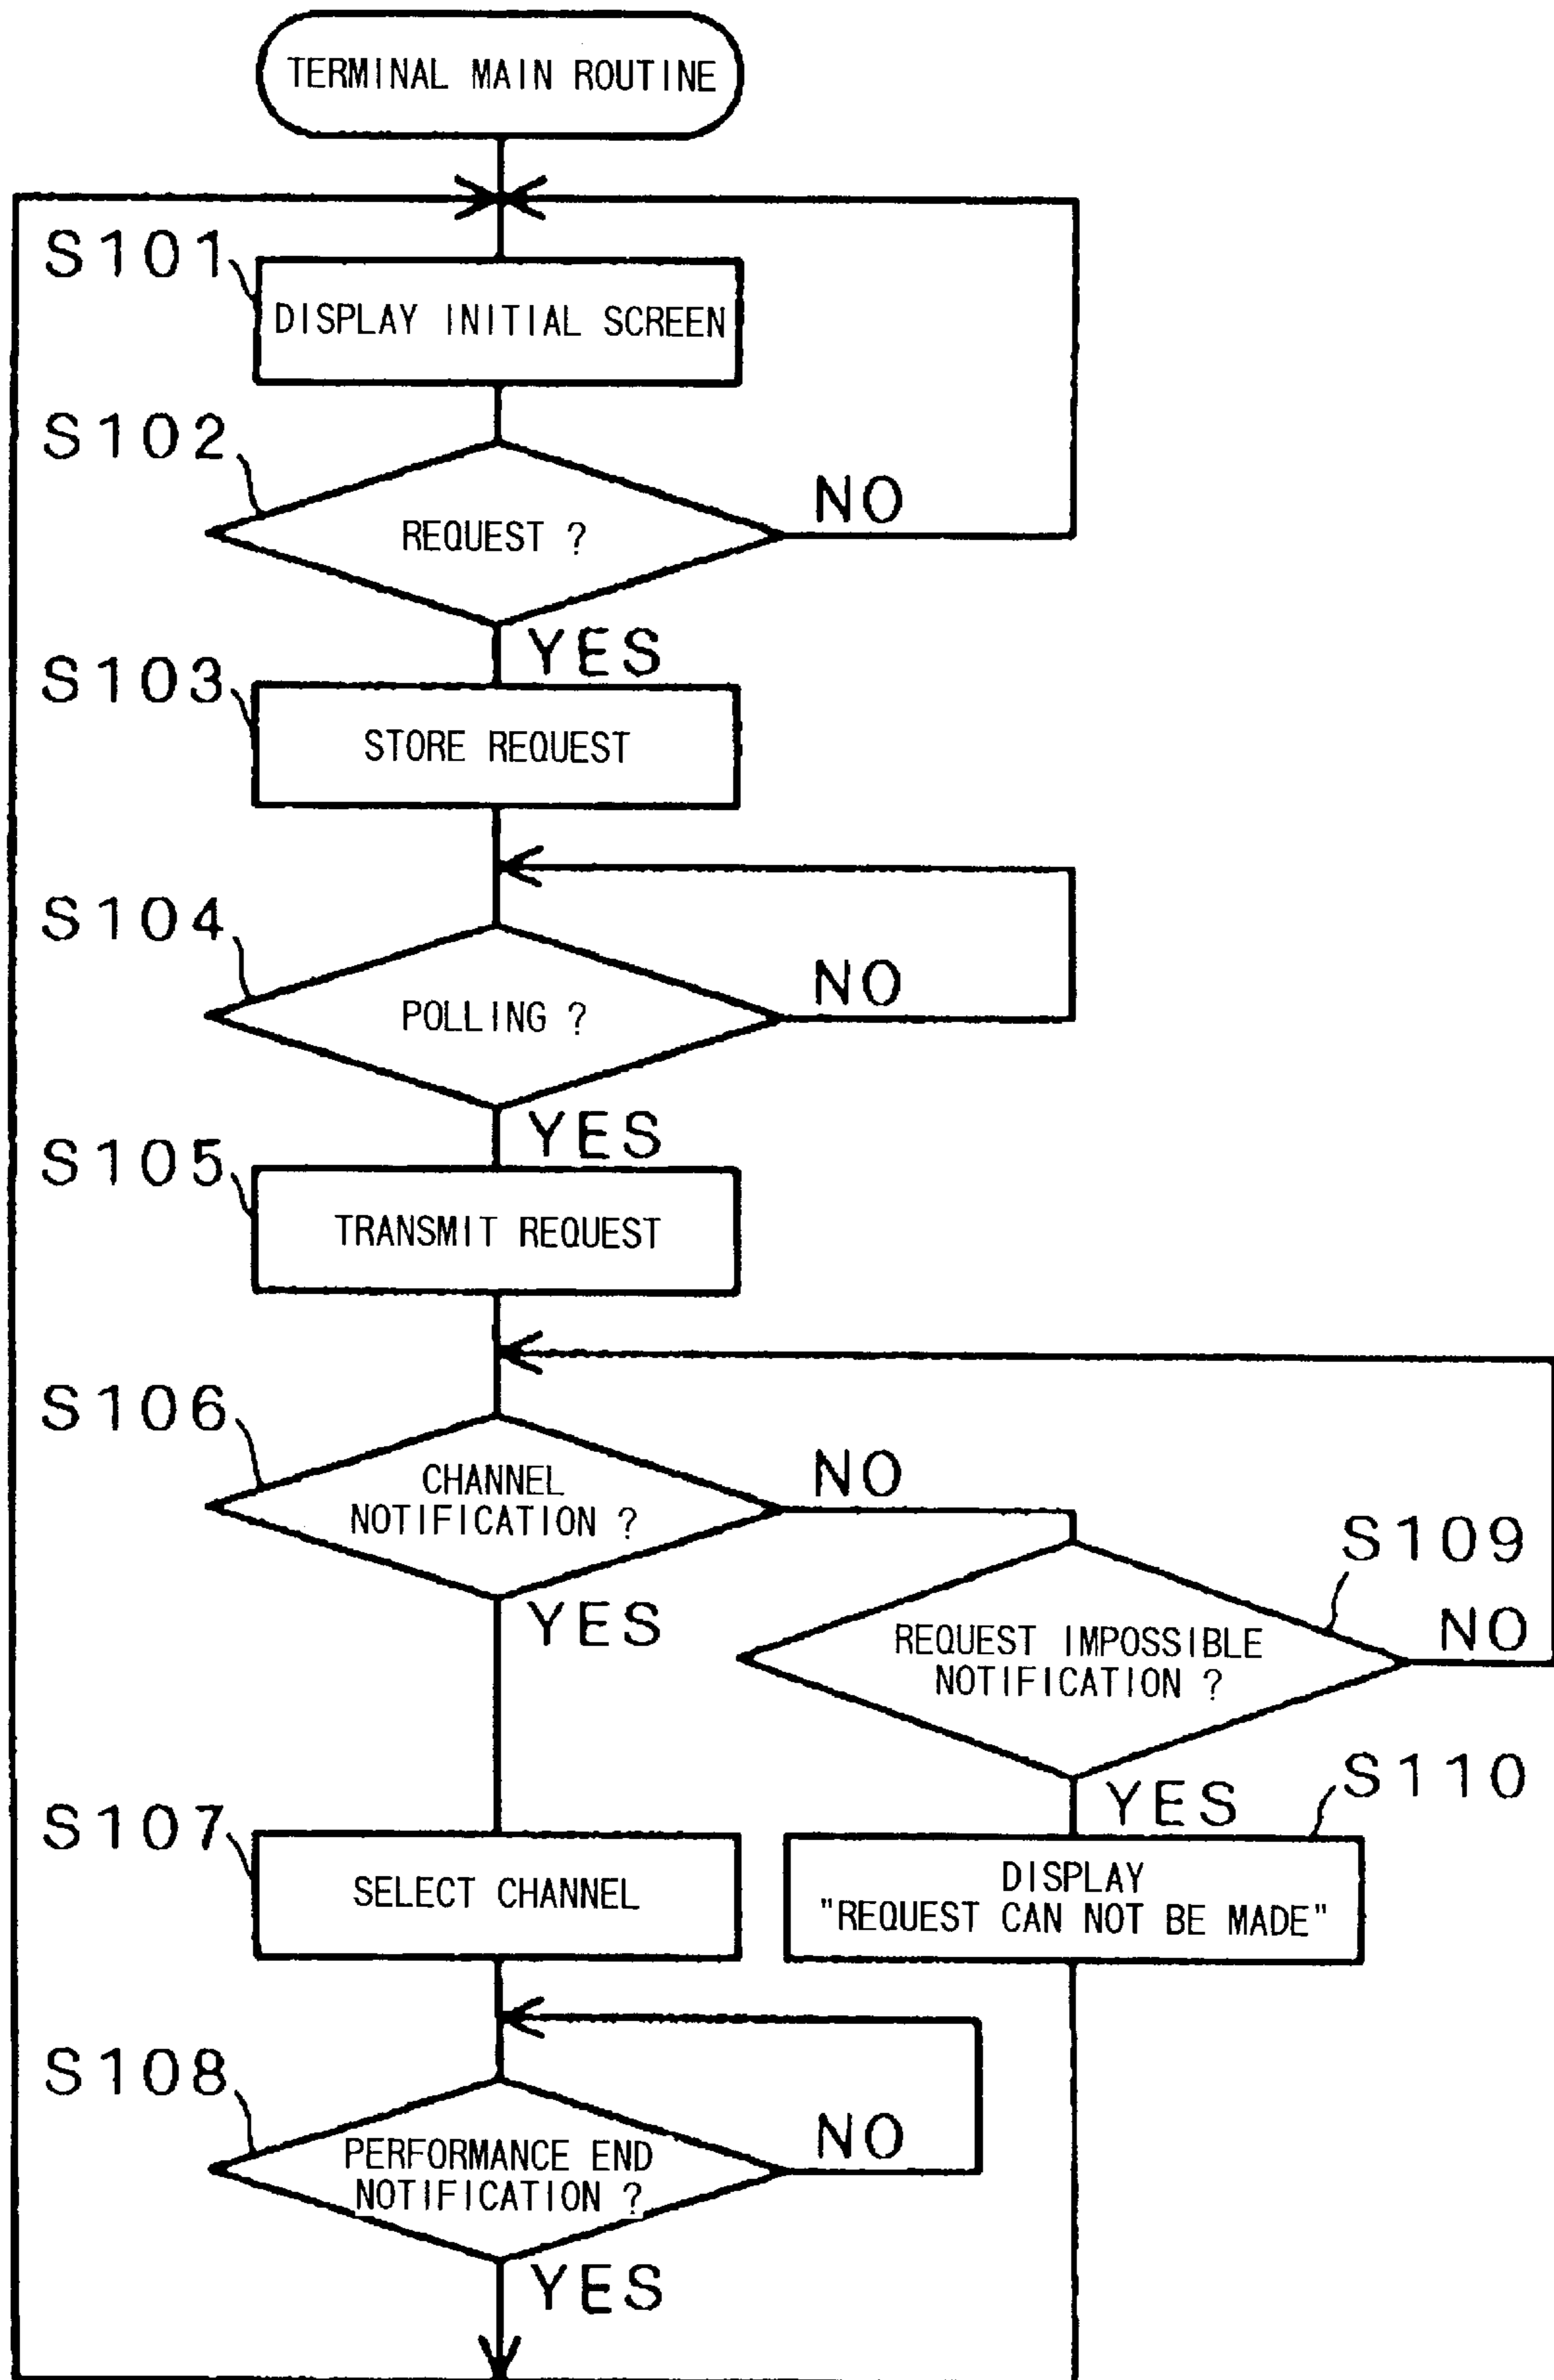 TERMINAL MAIN ROUTINE
S101
DISPLAY INITIAL SCREEN
S102
REQUEST ?
NO
YES
S103
STORE REQUEST
S104
POLLING ?
NO
YES
S105
TRANSMIT REQUEST
S106
CHANNEL
NOTIFICATION ?
NO
YES
S109
REQUEST IMPOSSIBLE
NOTIFICATION ?
NO
YES
S110
DISPLAY
"REQUEST CAN NOT BE MADE"
S107
SELECT CHANNEL
S108
PERFORMANCE END
NOTIFICATION ?
NO
YES